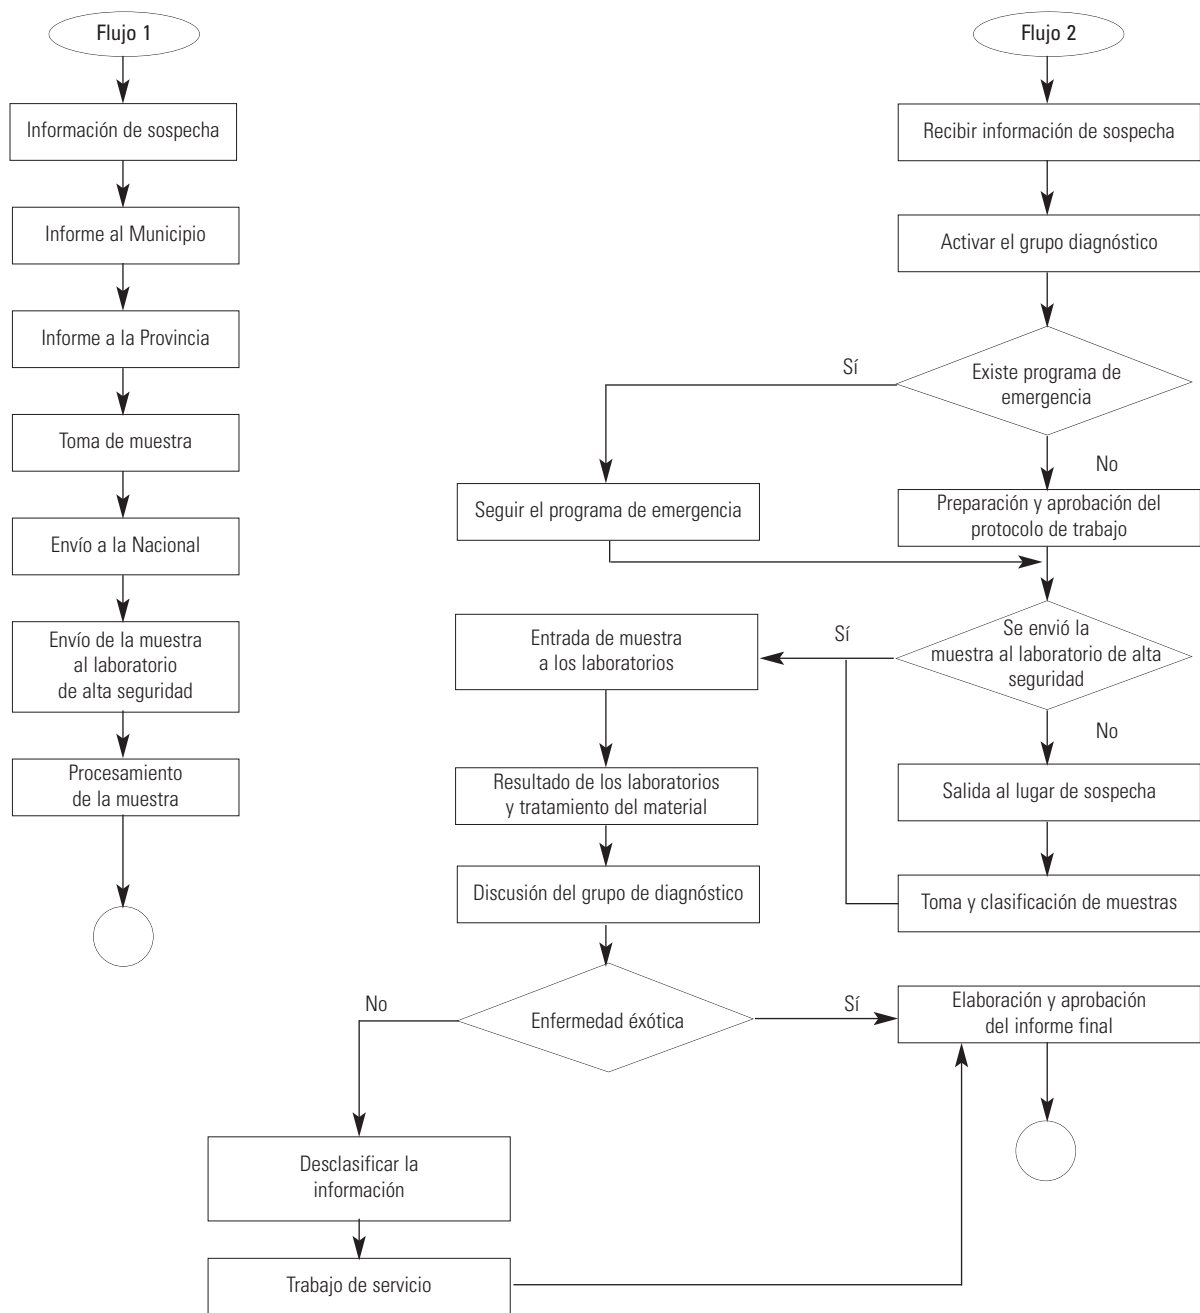 Flujo 1
Información de sospecha
Informe al Municipio
Informe a la Provincia
Toma de muestra
Envío a la Nacional
Envío de la muestra
al laboratorio
de alta seguridad
Procesamiento
de la muestra
Flujo 2
Recibir información de sospecha
Activar el grupo diagnóstico
Existe programa de
emergencia
Sí
No
Seguir el programa de emergencia
Preparación y aprobación del
protocolo de trabajo
Se envió la
muestra al laboratorio de alta
seguridad
Sí
No
Entrada de muestra
a los laboratorios
Salida al lugar de sospecha
Toma y clasificación de muestras
Resultado de los laboratorios
y tratamiento del material
Discusión del grupo de diagnóstico
Enfermedad éxótica
No
Sí
Elaboración y aprobación
del informe final
Desclasificar la
información
Trabajo de servicio